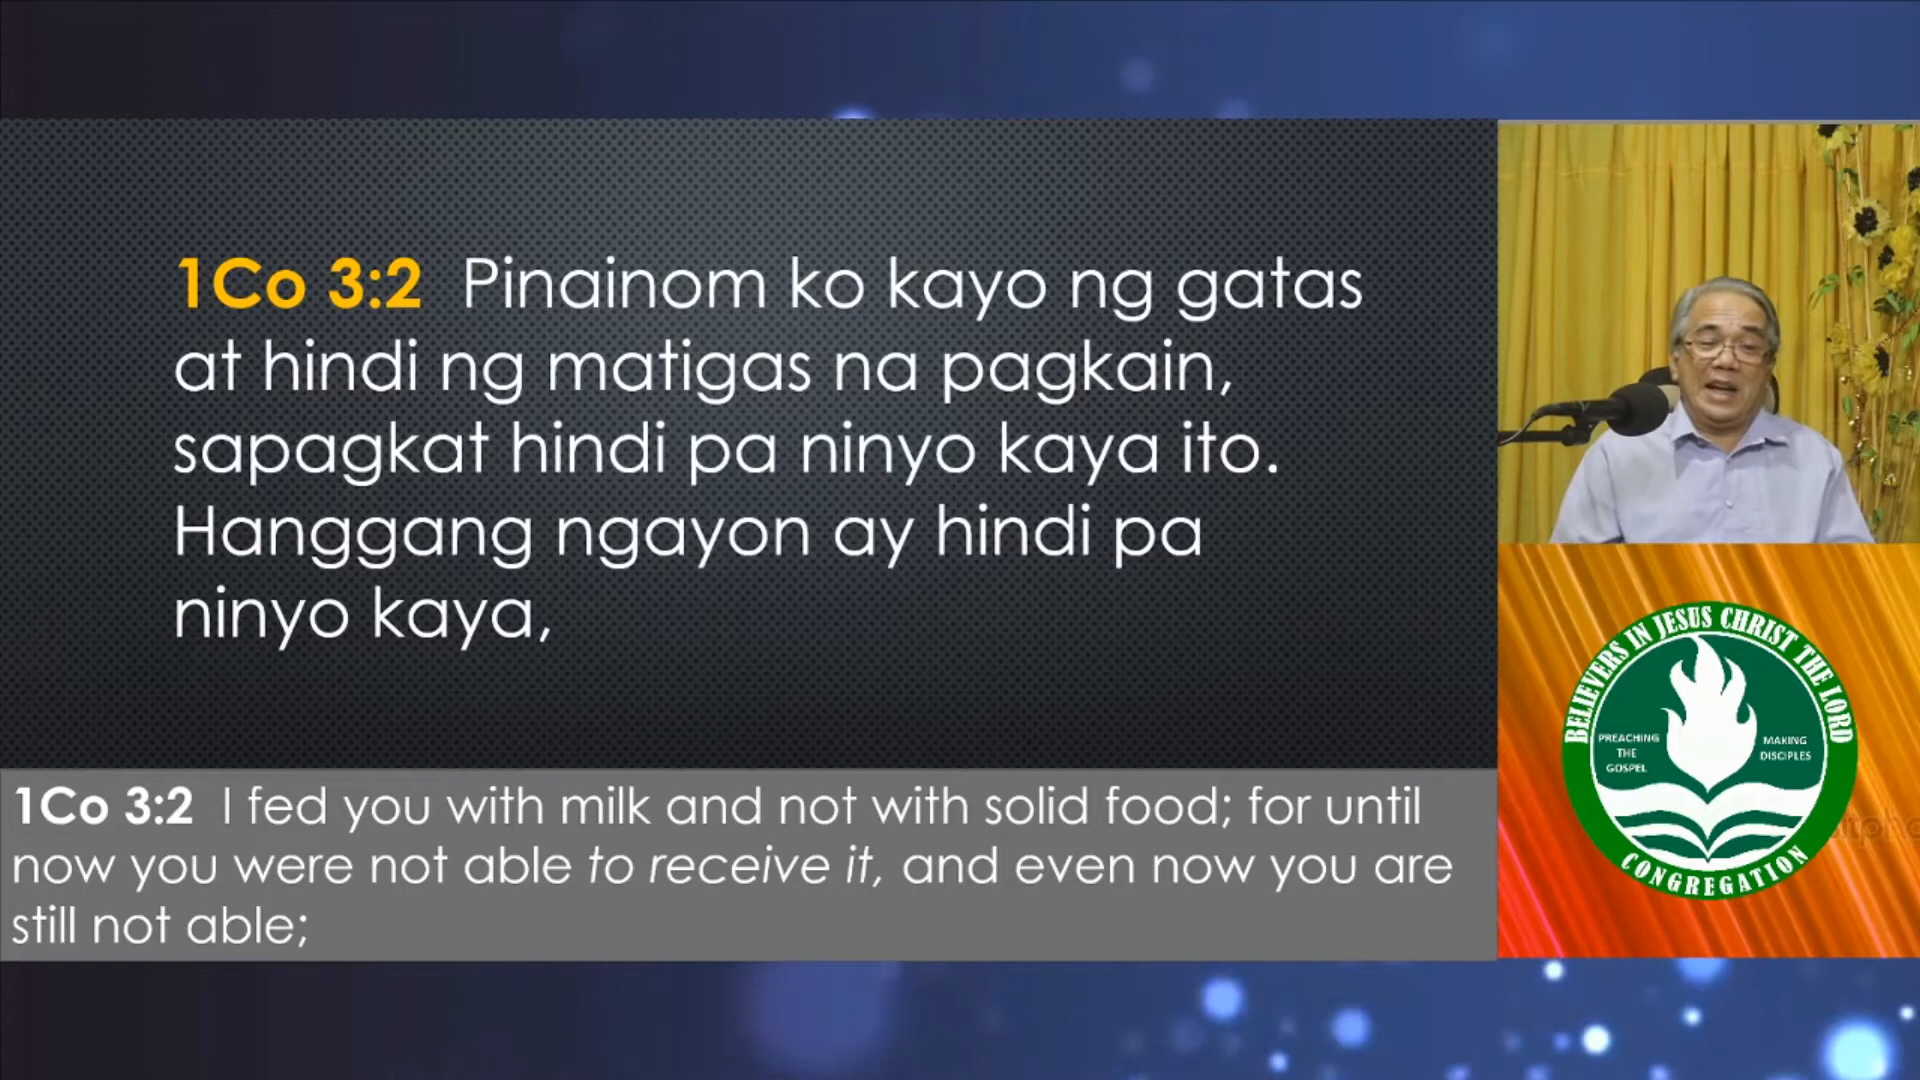 1Co 3:2 Pinainom ko kayo ng gatas
at hindi ng matigas na pagkain,
sapagkat hindi pa ninyo kaya ito.
Hanggang ngayon ay hindi pa
ninyo kaya,
1Co 3:2 I fed you with milk and not with solid food; for until
now you were not able to receive it, and even now you are
still not able;
BELIEVERS IN JESUS CHRIST THE LORD
PREACHING
THE
GOSPEL
MAKING
DISCIPLES
CONGREGATION